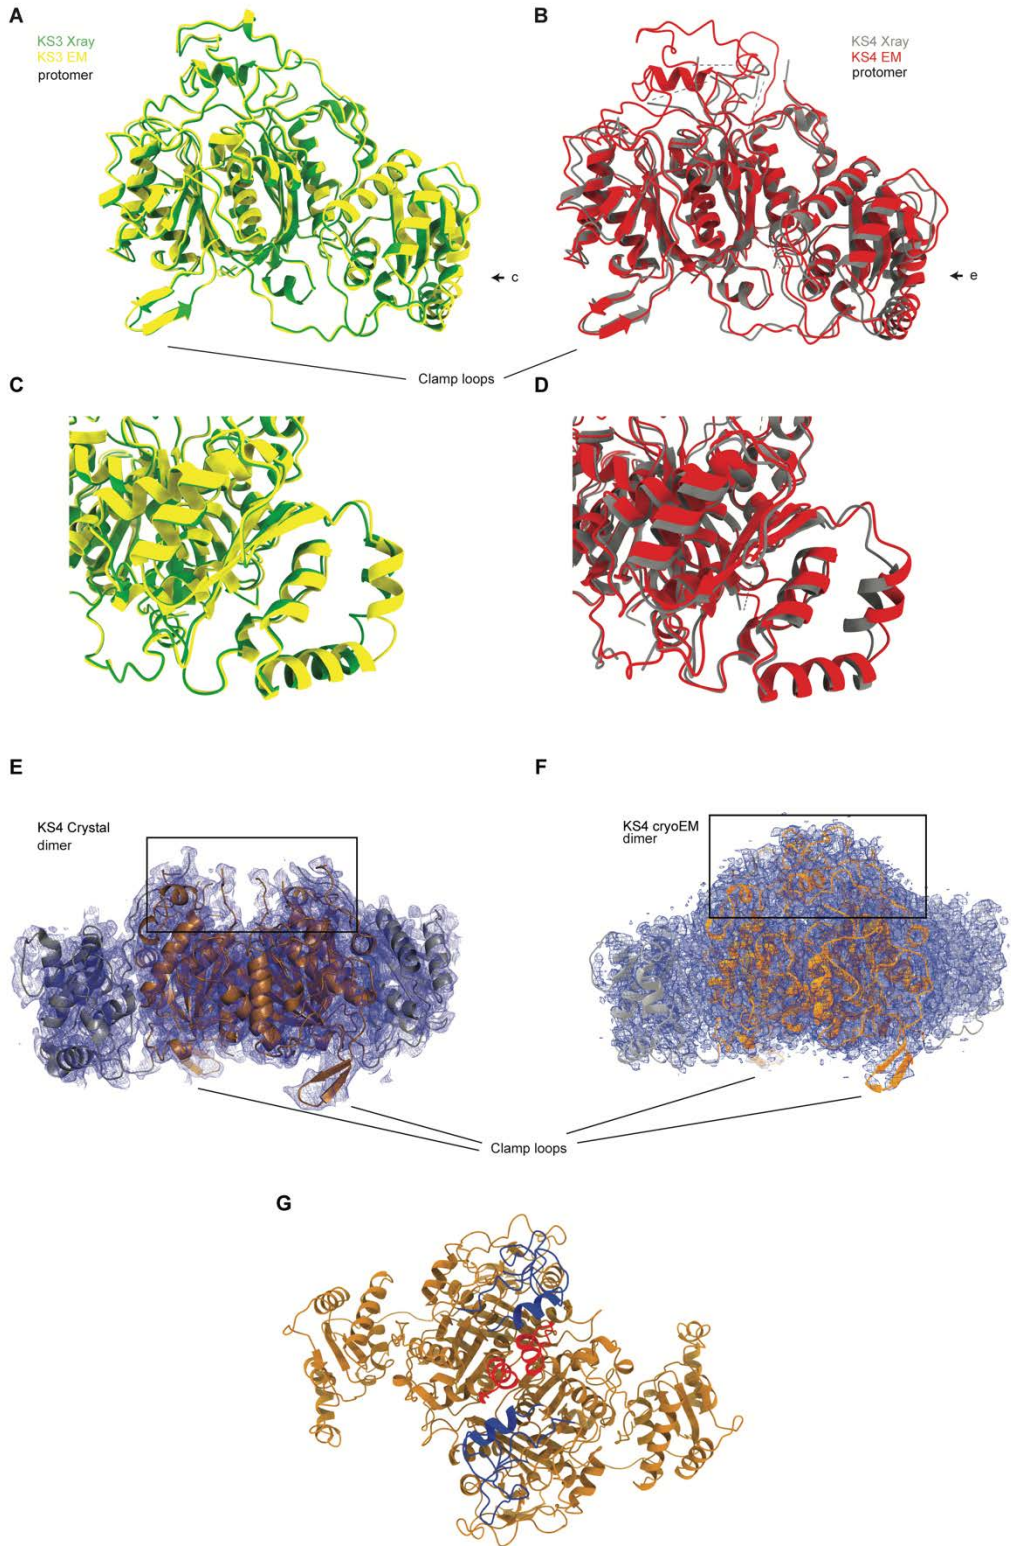 A
KS3 Xray
KS3 EM
protomer
c
B
KS4 Xray
KS4 EM
protomer
e
Clamp loops
C
D
E
KS4 Crystal
dimer
F
KS4 cryoEM
dimer
Clamp loops
G